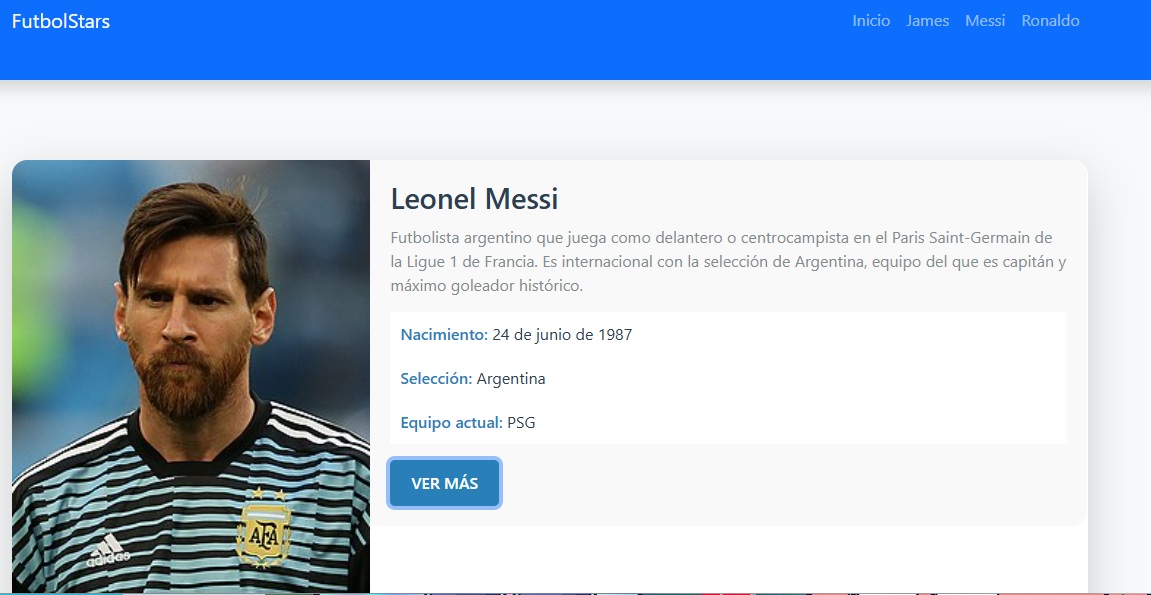 FutbolStars
Inicio James Messi Ronaldo
Leonel Messi
Futbolista argentino que juega como delantero o centrocampista en el Paris Saint-Germain de
la Ligue 1 de Francia. Es internacional con la selección de Argentina, equipo del que es capitán y
máximo goleador histórico.
Nacimiento: 24 de junio de 1987
Selección: Argentina
Equipo actual: PSG
VER MÁS
adidas
AFA